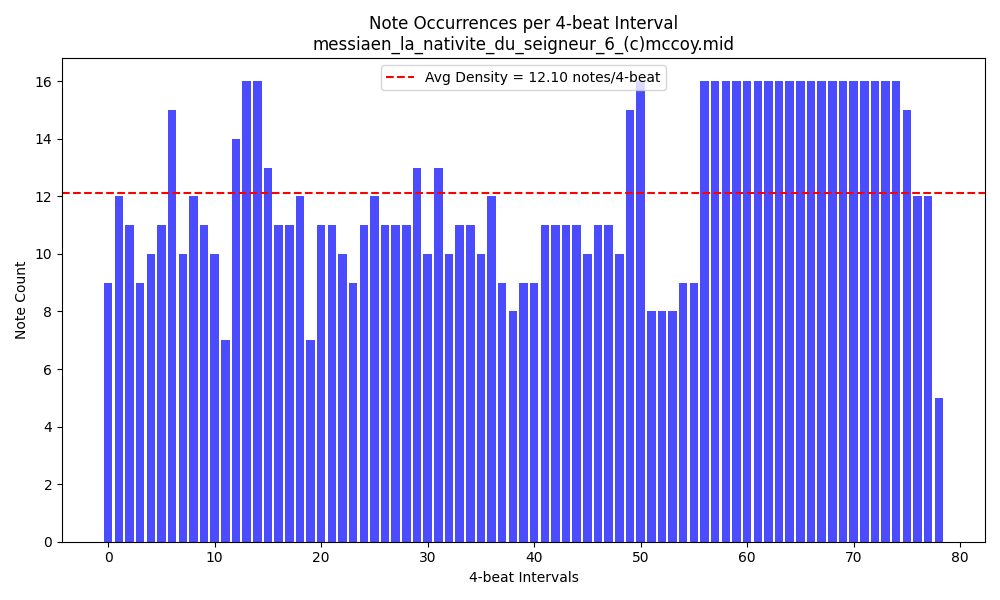 Note Occurrences per 4-beat Interval
messiaen_la_nativite_du_seigneur_6_(c)mccoy.mid
Avg Density = 12.10 notes/4-beat
Note Count
16
14
12
10
8
6
4
2
0
0 10 20 30 40 50 60 70 80
4-beat Intervals